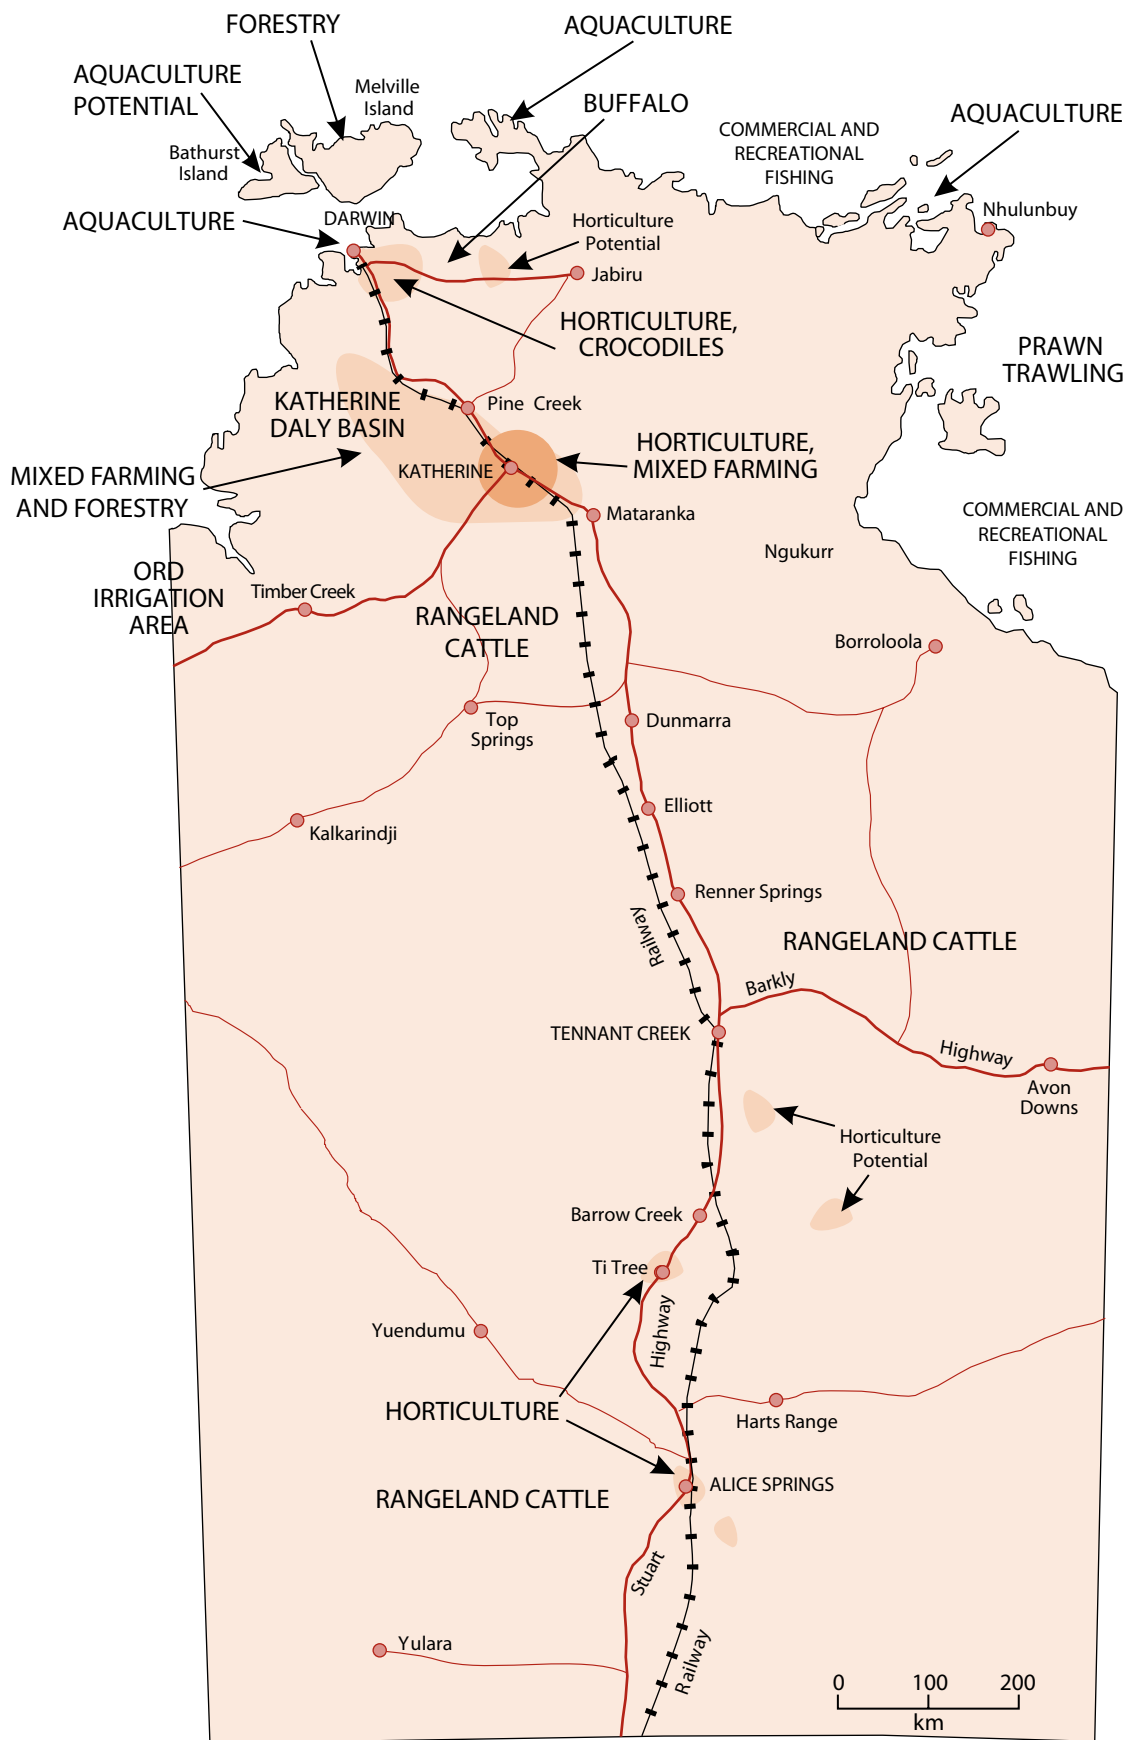 FORESTRY
AQUACULTURE
AQUACULTURE
POTENTIAL
Melville
Island
BUFFALO
AQUACULTURE
COMMERCIAL AND
RECREATIONAL
FISHING
Bathurst
Island
AQUACULTURE
DARWIN
Horticulture
Potential
Nhulunbuy
Jabiru
HORTICULTURE,
CROCODILES
PRAWN
TRAWLING
KATHERINE
DALY BASIN
Pine Creek
HORTICULTURE,
MIXED FARMING
KATHERINE
MIXED FARMING
AND FORESTRY
Mataranka
COMMERCIAL AND
RECREATIONAL
FISHING
Ngukurr
ORD
IRRIGATION
AREA
Timber Creek
RANGELAND
CATTLE
Borroloola
Top
Springs
Dunmarra
Elliott
Kalkarindji
Renner Springs
Railway
RANGELAND CATTLE
Barkly
TENNANT CREEK
Highway
Avon
Downs
Horticulture
Potential
Barrow Creek
Ti Tree
Highway
Yuendumu
HORTICULTURE
Harts Range
ALICE SPRINGS
RANGELAND CATTLE
Stuart
Yulara
Railway
0 100 200
km